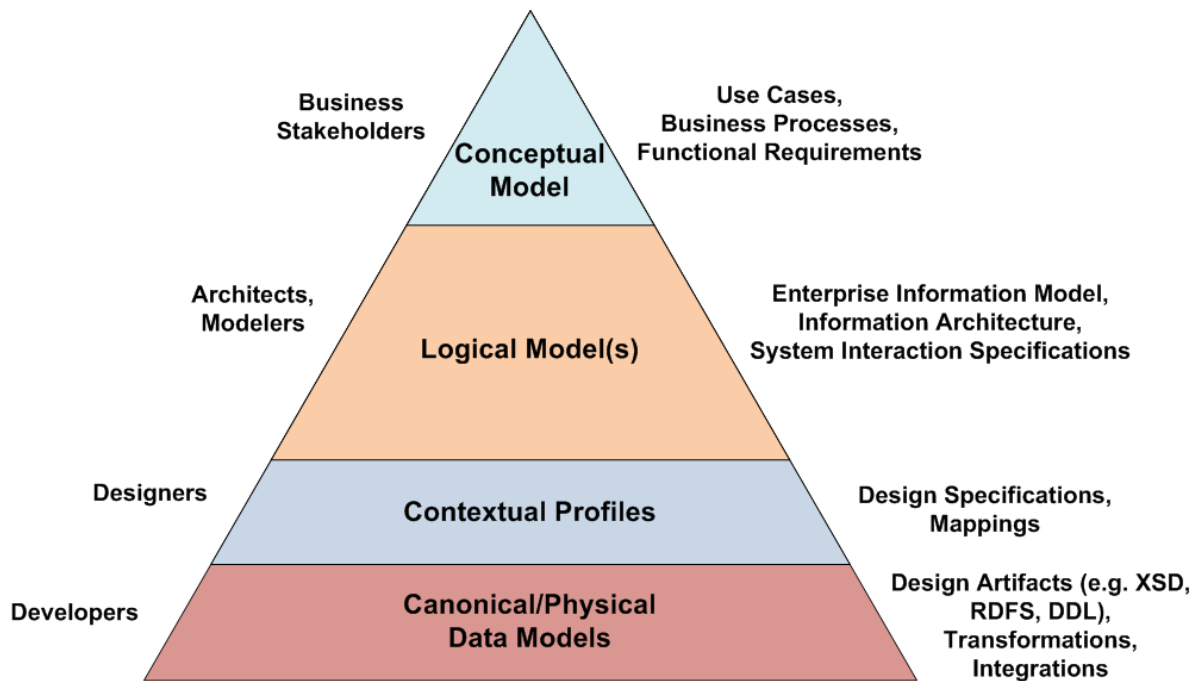 Business
Stakeholders
Conceptual
Model
Use Cases,
Business Processes,
Functional Requirements
Architects,
Modelers
Logical Model(s)
Enterprise Information Model,
Information Architecture,
System Interaction Specifications
Designers
Contextual Profiles
Design Specifications,
Mappings
Developers
Canonical/Physical
Data Models
Design Artifacts (e.g. XSD,
RDFS, DDL),
Transformations,
Integrations